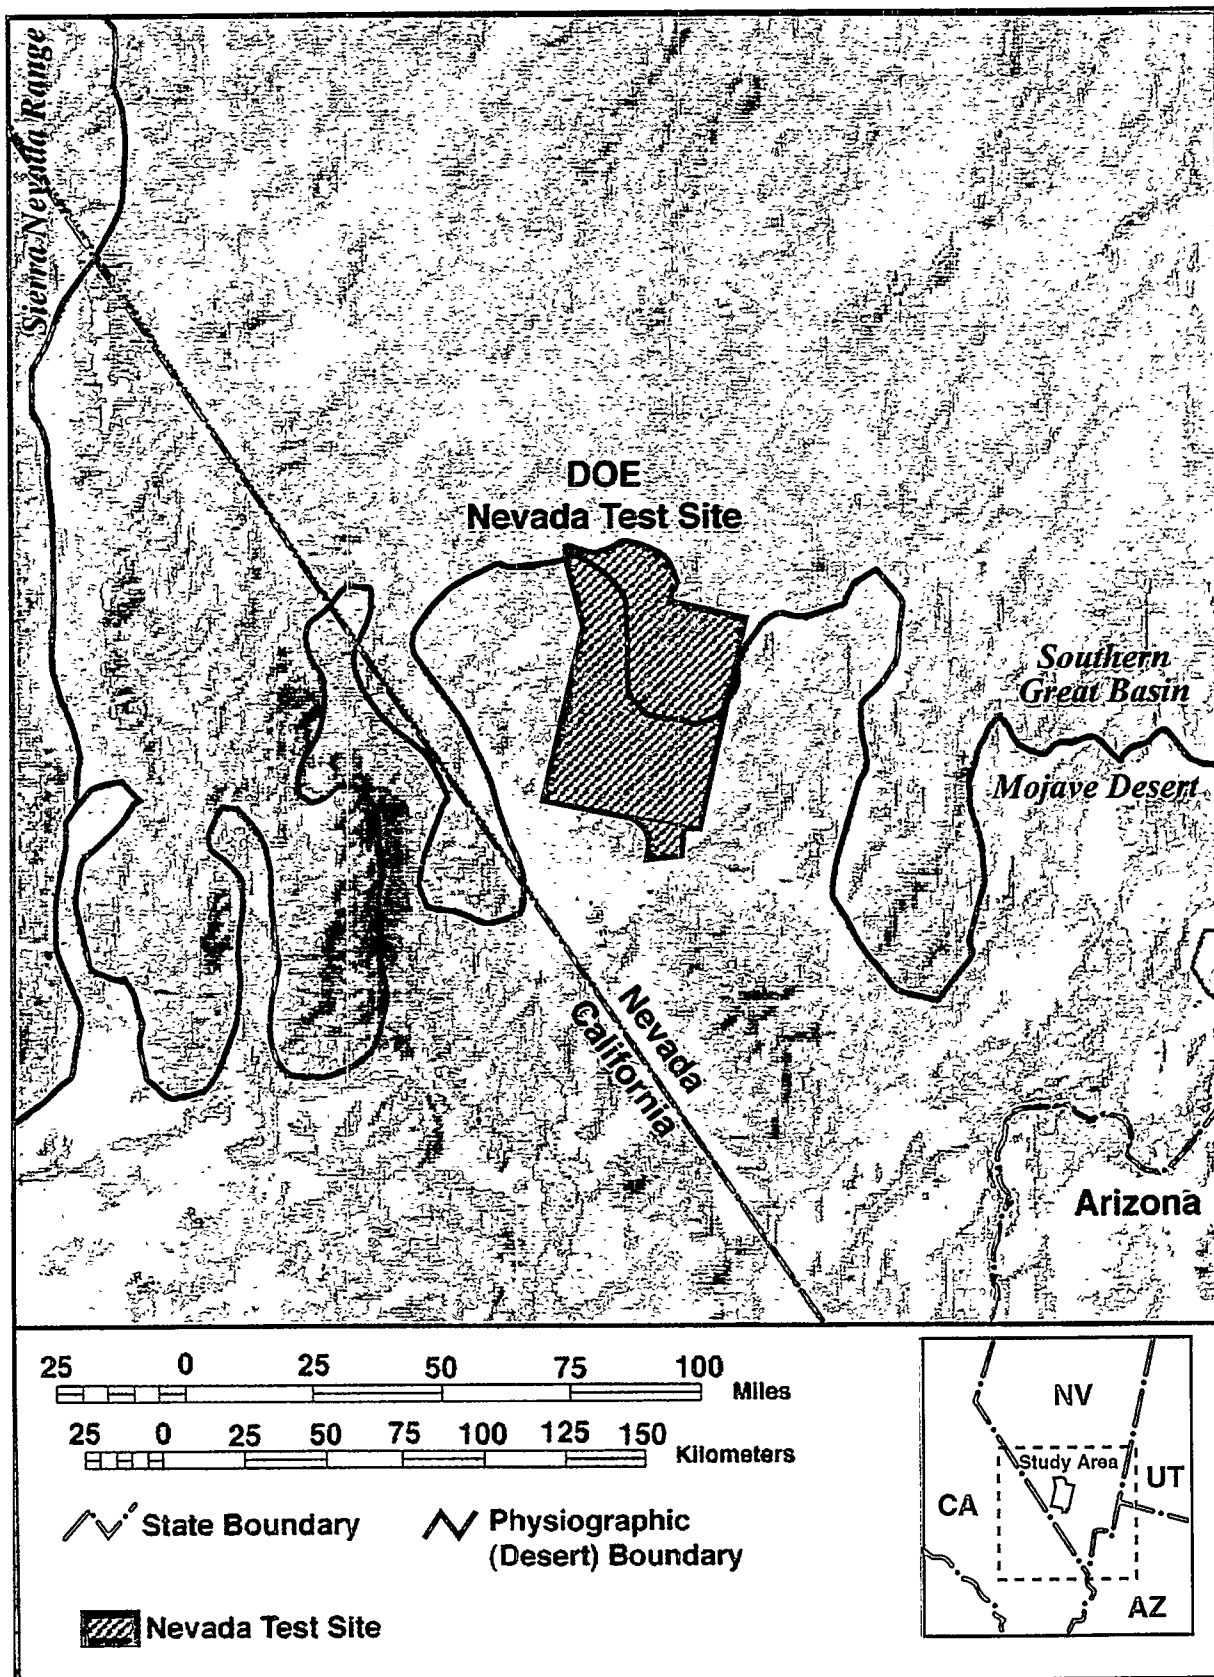 Sierra Nevada Range
DOE
Nevada Test Site
Southern
Great Basin
Mojave Desert
Nevada
California
Arizona
25 0 25 50 75 100
Miles
25 0 25 50 75 100 125 150
Kilometers
State Boundary
Physiographic
(Desert) Boundary
Nevada Test Site
NV
Study Area
UT
CA
AZ